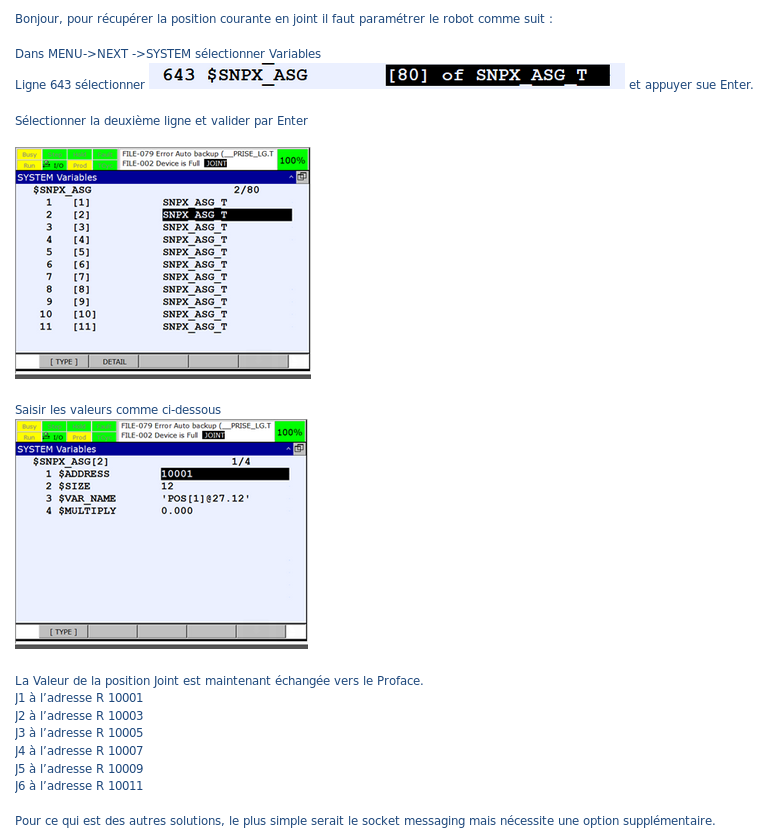 Bonjour, pour récupérer la position courante en joint il faut paramétrer le robot comme suit :
Dans MENU->NEXT ->SYSTEM sélectionner Variables
Ligne 643 sélectionner 643 $SNPX_ASG [80] of SNPX_ASG_T et appuyer sue Enter.
Sélectionner la deuxième ligne et valider par Enter
Busy FILE-079 Error Auto backup (__PRISE_LG.T
Run I/O Prod FILE-002 Device is Full JOINT 100%
SYSTEM Variables
$SNPX_ASG 2/80
1 [1] SNPX_ASG_T
2 [2] SNPX_ASG_T
3 [3] SNPX_ASG_T
4 [4] SNPX_ASG_T
5 [5] SNPX_ASG_T
6 [6] SNPX_ASG_T
7 [7] SNPX_ASG_T
8 [8] SNPX_ASG_T
9 [9] SNPX_ASG_T
10 [10] SNPX_ASG_T
11 [11] SNPX_ASG_T
[ TYPE ] DETAIL
Saisir les valeurs comme ci-dessous
Busy FILE-079 Error Auto backup (__PRISE_LG.T
Run I/O Prod FILE-002 Device is Full JOINT 100%
SYSTEM Variables
$SNPX_ASG[2] 1/4
1 $ADDRESS 10001
2 $SIZE 12
3 $VAR_NAME 'POS[1]@27.12'
4 $MULTIPLY 0.000
[ TYPE ]
La Valeur de la position Joint est maintenant échangée vers le Proface.
J1 à l’adresse R 10001
J2 à l’adresse R 10003
J3 à l’adresse R 10005
J4 à l’adresse R 10007
J5 à l’adresse R 10009
J6 à l’adresse R 10011
Pour ce qui est des autres solutions, le plus simple serait le socket messaging mais nécessite une option supplémentaire.